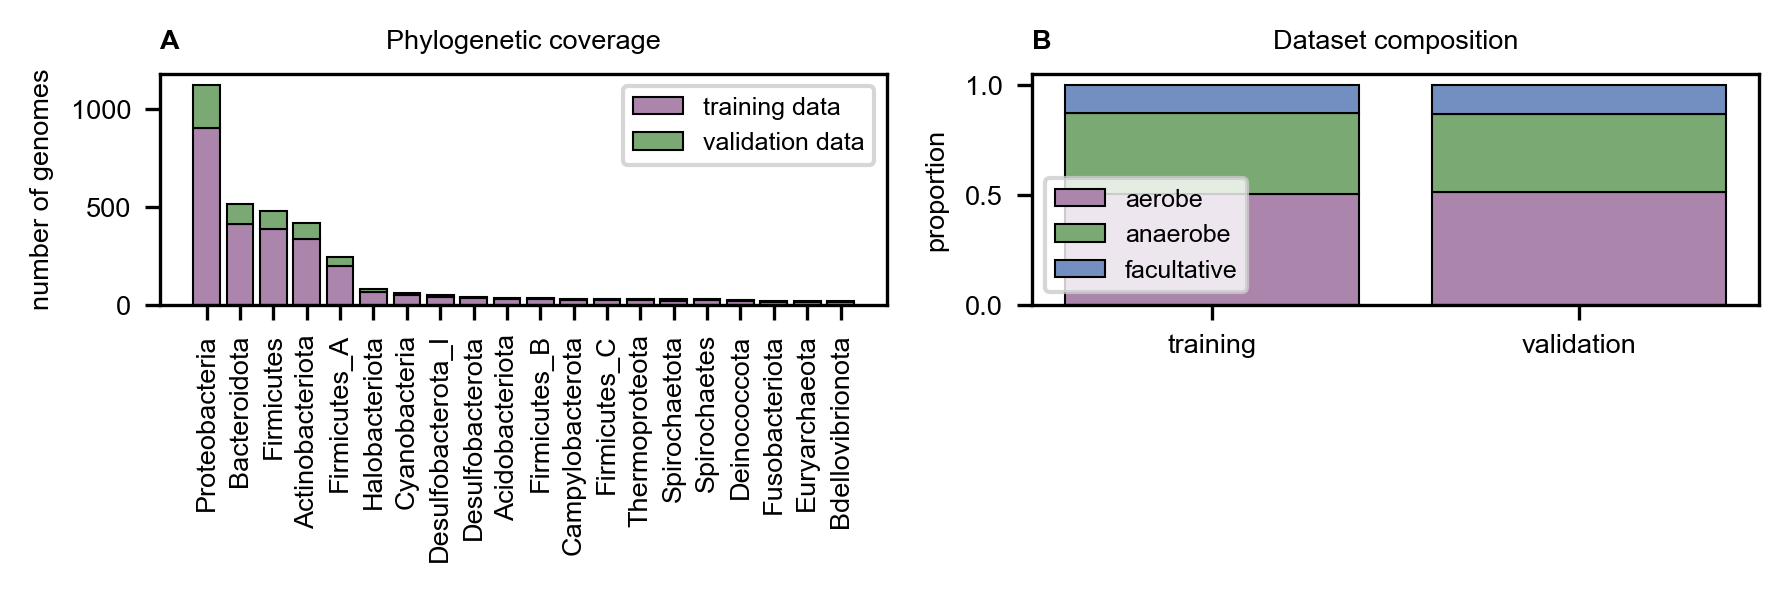 A
Phylogenetic coverage
number of genomes
1000
500
0
training data
validation data
Proteobacteria
Bacteroidota
Firmicutes
Actinobacteriota
Firmicutes_A
Halobacteriota
Cyanobacteria
Desulfobacterota_I
Desulfobacterota
Acidobacteriota
Firmicutes_B
Campylobacterota
Firmicutes_C
Thermoproteota
Spirochaetota
Spirochaetes
Deinococcota
Fusobacteriota
Euryarchaeota
Bdellovibrionota
B
Dataset composition
proportion
1.0
0.5
0.0
aerobe
anaerobe
facultative
training
validation